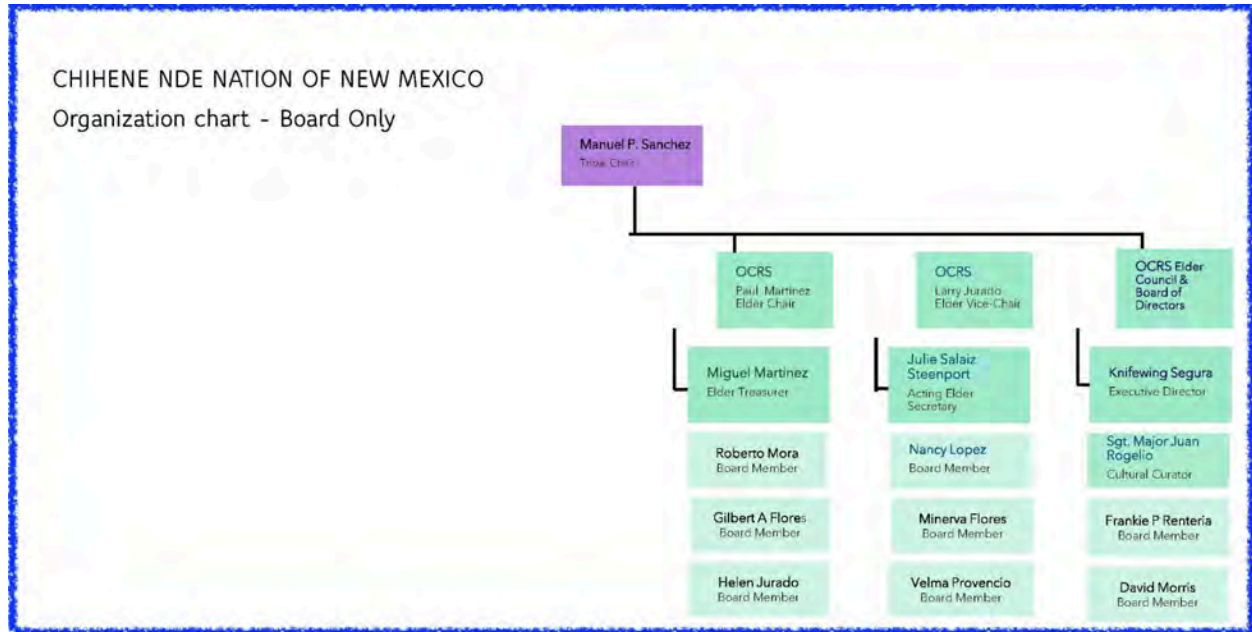 CHIHENE NDE NATION OF NEW MEXICO
Organization chart - Board Only
Manuel P. Sanchez
Tribal Chair
OCRS
Paul Martinez
Elder Chair
OCRS
Larry Jurado
Elder Vice-Chair
OCRS Elder
Council &
Board of
Directors
Miguel Martinez
Elder Treasurer
Julie Salaiz
Steenport
Acting Elder
Secretary
Knifewing Segura
Executive Director
Roberto Mora
Board Member
Nancy Lopez
Board Member
Sgt. Major Juan
Rogelio
Cultural Curator
Gilbert A Flores
Board Member
Minerva Flores
Board Member
Frankie P Renteria
Board Member
Helen Jurado
Board Member
Velma Provencio
Board Member
David Morris
Board Member